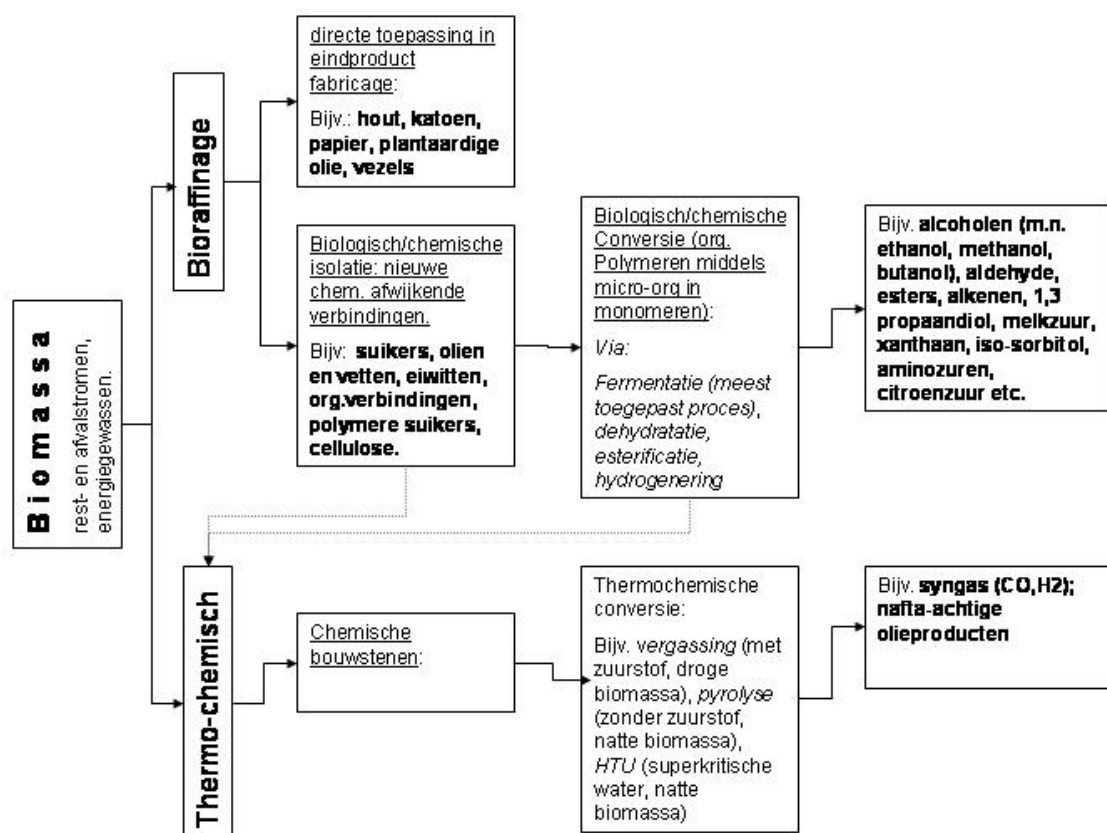 Biomassa
rest- en afvalstromen,
energiegewassen.
Bioraffinage
directe toepassing in
eindproduct
fabricage:
Bijv.: hout, katoen,
papier, plantaardige
olie, vezels
Biologisch/chemische
isolatie: nieuwe
chem. afwijkende
verbindingen.
Bijv: suikers, olien
en vetten, eiwitten,
org.verbindingen,
polymere suikers,
cellulose.
Biologisch/chemische
Conversie (org.
Polymeren middels
micro-org in
monomeren):
Via:
Fermentatie (meest
toegepast proces),
dehydratatie,
esterificatie,
hydrogenering
Bijv. alcoholen (m.n.
ethanol, methanol,
butanol), aldehyde,
esters, alkenen, 1,3
propaandiol, melkzuur,
xanthaan, iso-sorbitol,
aminozuren,
citroenzuur etc.
Thermo-chemisch
Chemische
bouwstenen:
Thermochemische
conversie:
Bijv. vergassing (met
zuurstof, droge
biomassa), pyrolyse
(zonder zuurstof,
natte biomassa),
HTU (superkritische
water, natte
biomassa)
Bijv. syngas (CO,H2);
nafta-achtige
olieproducten